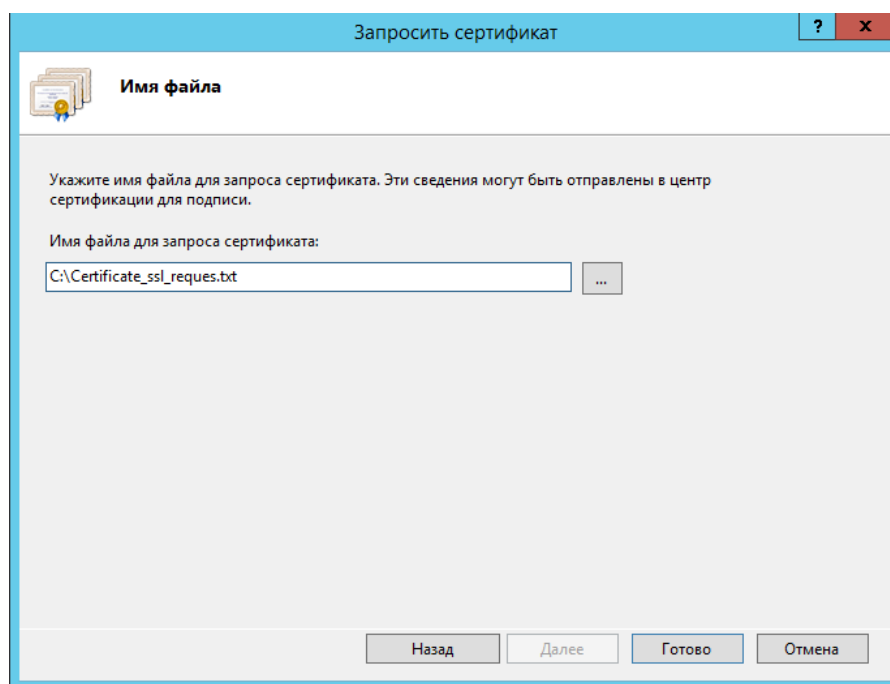 Запросить сертификат
?
x
Имя файла
Укажите имя файла для запроса сертификата. Эти сведения могут быть отправлены в центр
сертификации для подписи.
Имя файла для запроса сертификата:
C:\Certificate_ssl_reques.txt
...
Назад
Далее
Готово
Отмена